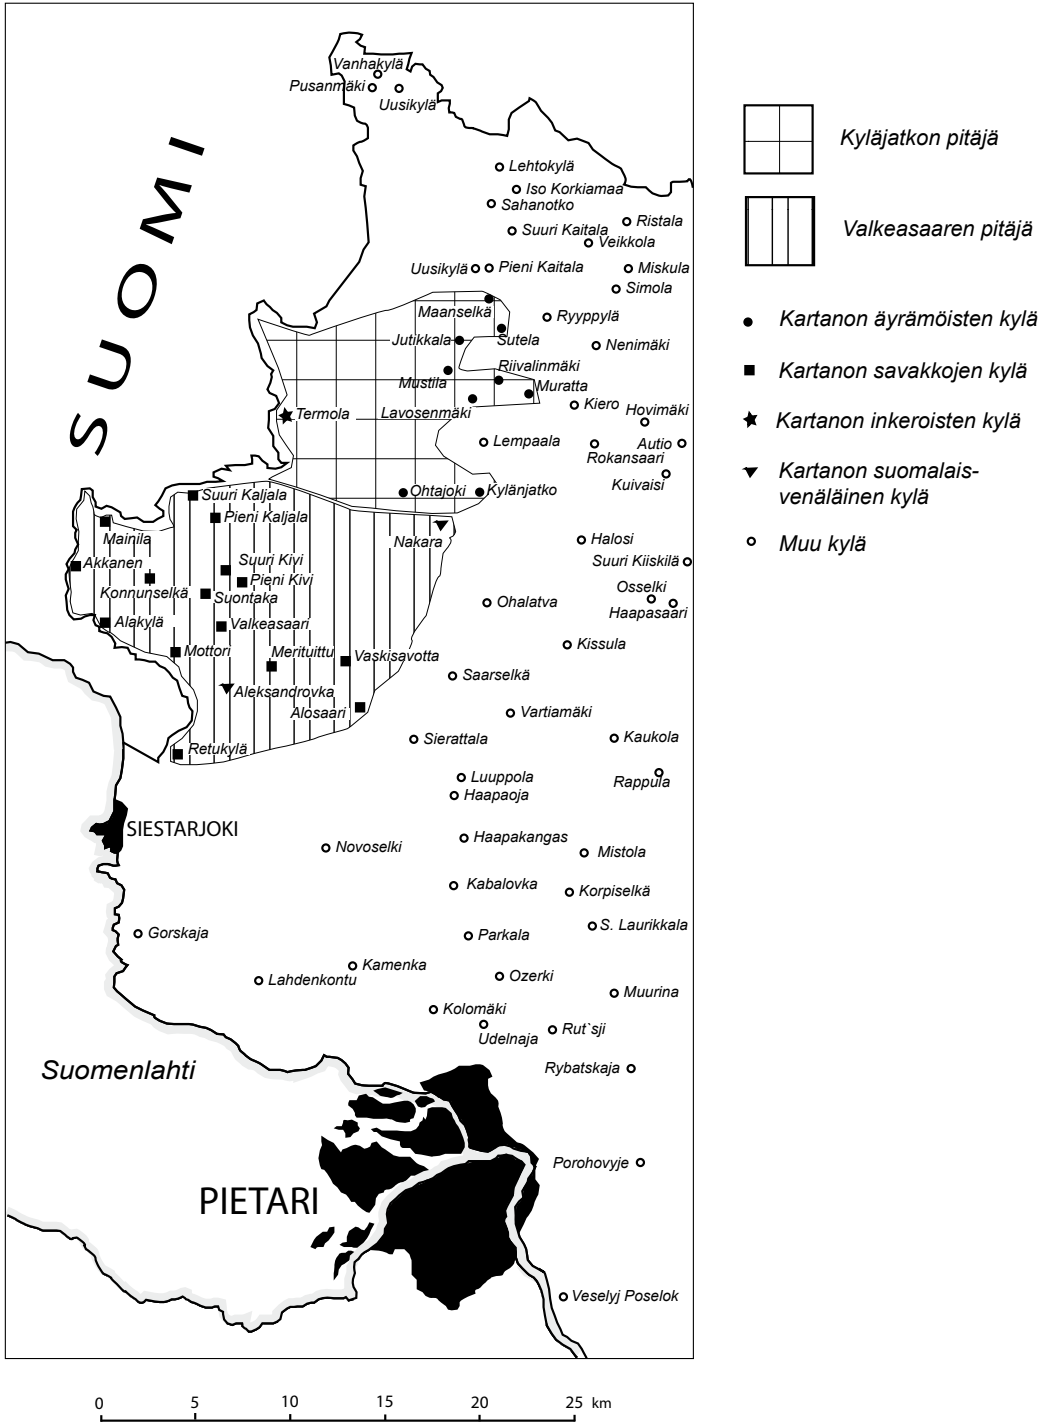 Vanhakylä
Pusanmäki
Uusikylä
SUOMI
Lehtokylä
Iso Korkiamaa
Sahanotko
Ristala
Suuri Kaitala
Veikkola
Uusikylä
Pieni Kaitala
Miskula
Simola
Maanselkä
Ryyppylä
Jutikkala
Sutela
Nenimäki
Riivalinmäki
Mustila
Muratta
Termola
Lavosenmäki
Kiero
Hovimäki
Lempaala
Autio
Rokansaari
Kuivaisi
Suuri Kaljala
Ohtajoki
Kylänjatko
Pieni Kaljala
Mainila
Nakara
Halosi
Akkanen
Suuri Kivi
Suuri Kiiskilä
Pieni Kivi
Konnunselkä
Suontaka
Osselki
Ohalatva
Haapasaari
Alakylä
Valkeasaari
Kissula
Mottori
Merituittu
Vaskisavotta
Saarselkä
Aleksandrovka
Alosaari
Vartiamäki
Sierattala
Kaukola
Retukylä
Luuppola
Rappula
Haapaoja
SIESTARJOKI
Haapakangas
Novoselki
Mistola
Kabalovka
Korpiselkä
S. Laurikkala
Gorskaja
Parkala
Kamenka
Lahdenkontu
Ozerki
Muurina
Kolomäki
Udelnaja
Rut`sji
Suomenlahti
Rybatskaja
Porohovyje
PIETARI
Veselyj Poselok
Kyläjatkon pitäjä
Valkeasaaren pitäjä
Kartanon äyrämöisten kylä
Kartanon savakkojen kylä
Kartanon inkeroisten kylä
Kartanon suomalais-
venäläinen kylä
Muu kylä
0 5 10 15 20 25 km